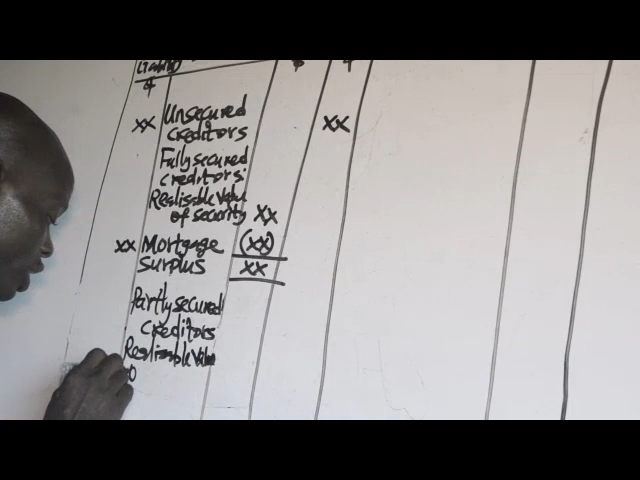 xx Unsecured xx
creditors
Fully secured
creditors:
Realisable Value
of security xx
xx Mortgage (xx)
Surplus xx
Partly secured
creditors
Realisable Value
o